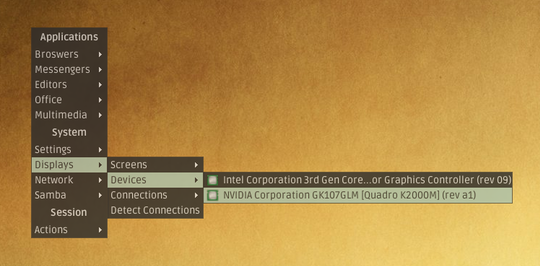 Applications
Broswers
Messengers
Editors
Office
Multimedia
System
Settings
Displays
Network
Samba
Session
Actions
Screens
Devices
Connections
Detect Connections
Intel Corporation 3rd Gen Core...or Graphics Controller (rev 09)
NVIDIA Corporation GK107GLM [Quadro K2000M] (rev a1)